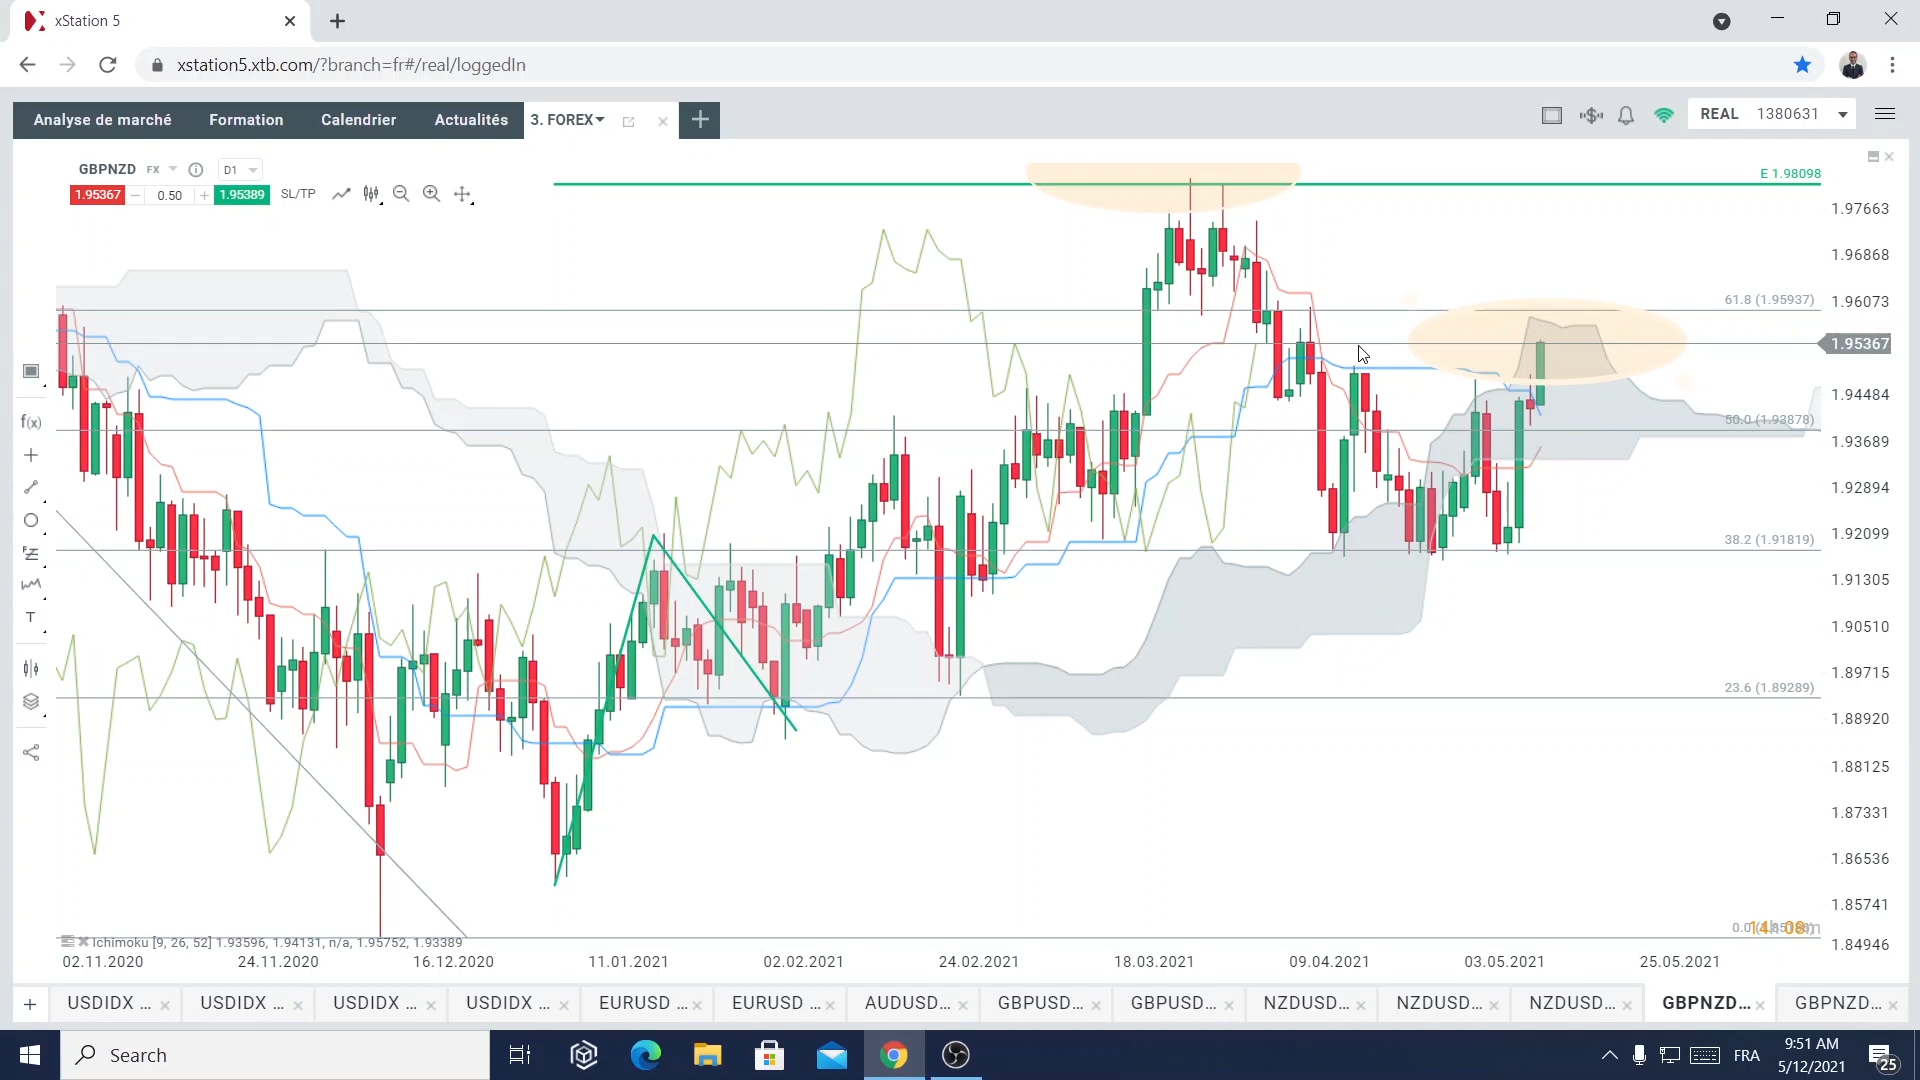 xStation 5
xstation5.xtb.com/?branch=fr#/real/loggedIn
Analyse de marché Formation Calendrier Actualités 3. FOREX REAL 1380631
GBPNZD FX D1
1.95367 0.50 1.95389 SL/TP
E 1.98098
1.97663
1.96868
61.8 (1.95937) 1.96073
1.95367
1.94484
50.0 (1.93878)
1.93689
1.92894
1.92099
38.2 (1.91819)
1.91305
1.90510
1.89715
23.6 (1.89289)
1.88920
1.88125
1.87331
1.86536
1.85741
Ichimoku [9, 26, 52] 1.93596, 1.94131, n/a, 1.95752, 1.93389
1.84946
02.11.2020 24.11.2020 16.12.2020 11.01.2021 02.02.2021 24.02.2021 18.03.2021 09.04.2021 03.05.2021 25.05.2021
USDIDX ... USDIDX ... USDIDX ... USDIDX ... EURUSD ... EURUSD ... AUDUSD... GBPUSD... GBPUSD... NZDUSD... NZDUSD... NZDUSD... GBPNZD... GBPNZD...
Search FRA 9:51 AM
5/12/2021 25